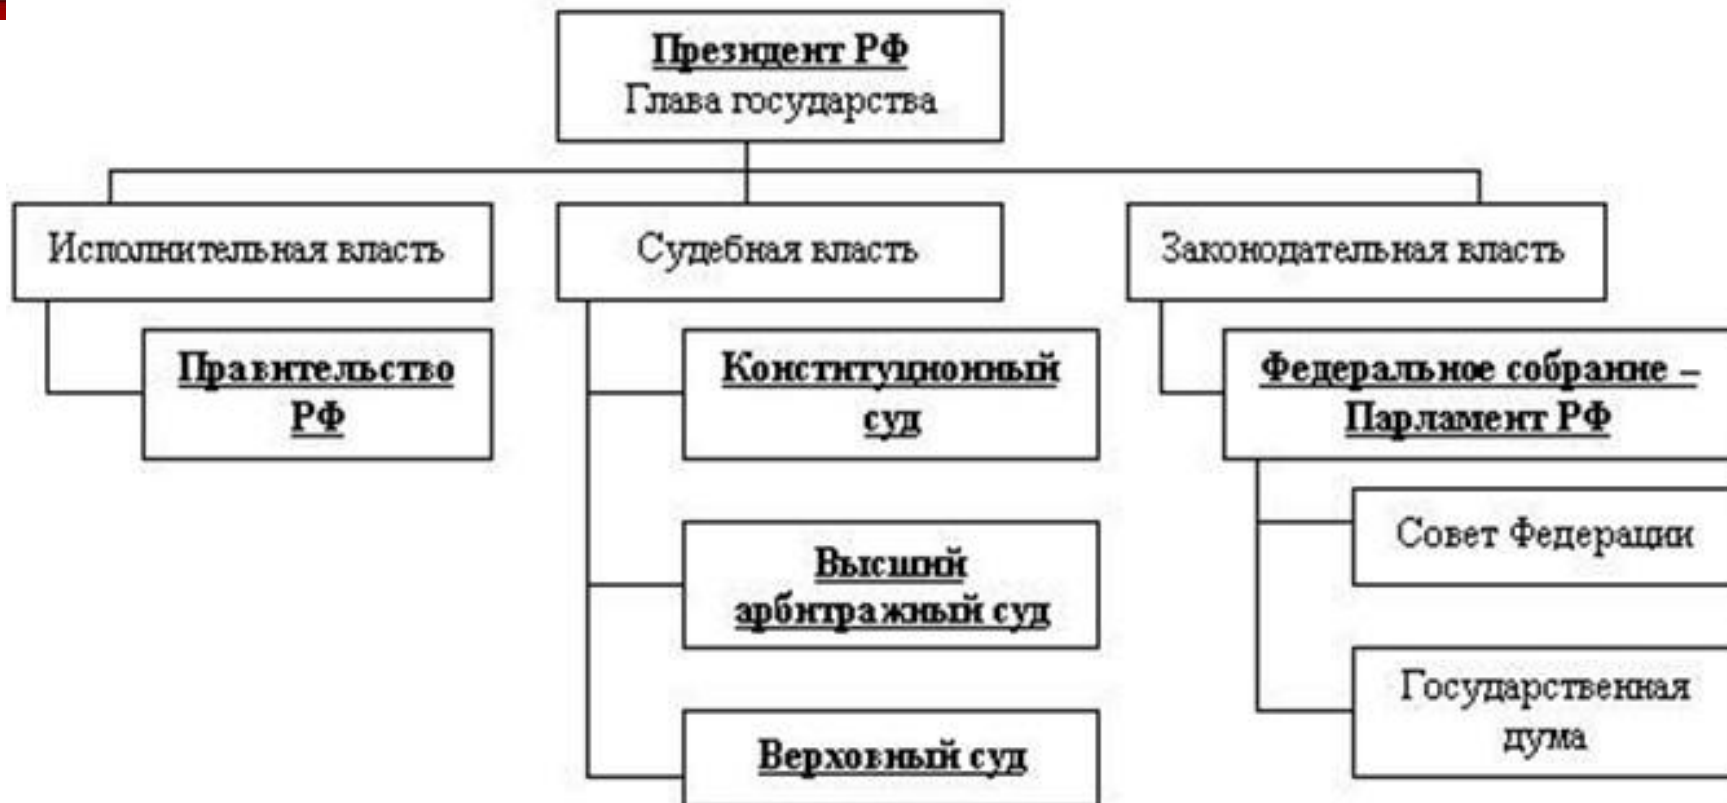 Президент РФ
Глава государства
Исполнительная власть
Судебная власть
Законодательная власть
Правительство
РФ
Конституционный
суд
Федеральное собрание –
Парламент РФ
Высший
арбитражный суд
Совет Федерации
Государственная
дума
Верховный суд